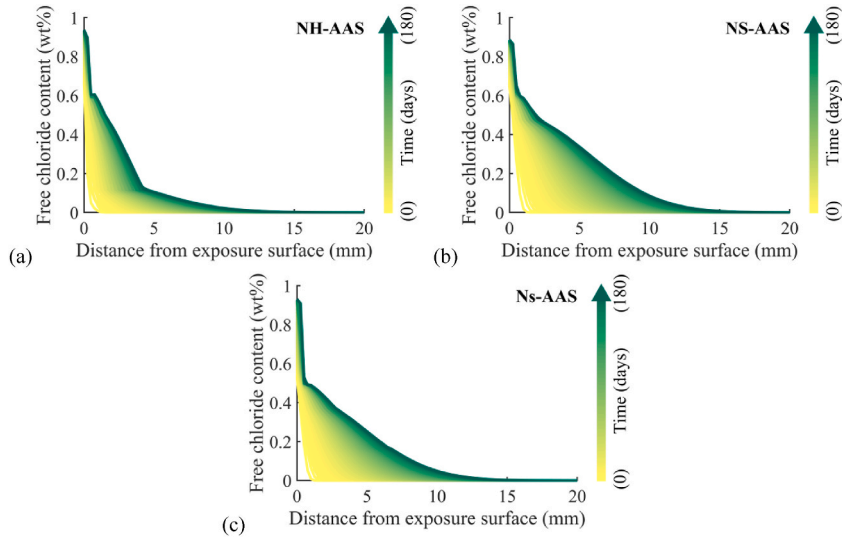 NH-AAS
(180)
Time (days)
(0)
Free chloride content (wt%)
1
0.8
0.6
0.4
0.2
0
0 5 10 15 20
Distance from exposure surface (mm)
(a)
NS-AAS
(180)
Time (days)
(0)
Free chloride content (wt%)
1
0.8
0.6
0.4
0.2
0
0 5 10 15 20
Distance from exposure surface (mm)
(b)
Ns-AAS
(180)
Time (days)
(0)
Free chloride content (wt%)
1
0.8
0.6
0.4
0.2
0
0 5 10 15 20
Distance from exposure surface (mm)
(c)